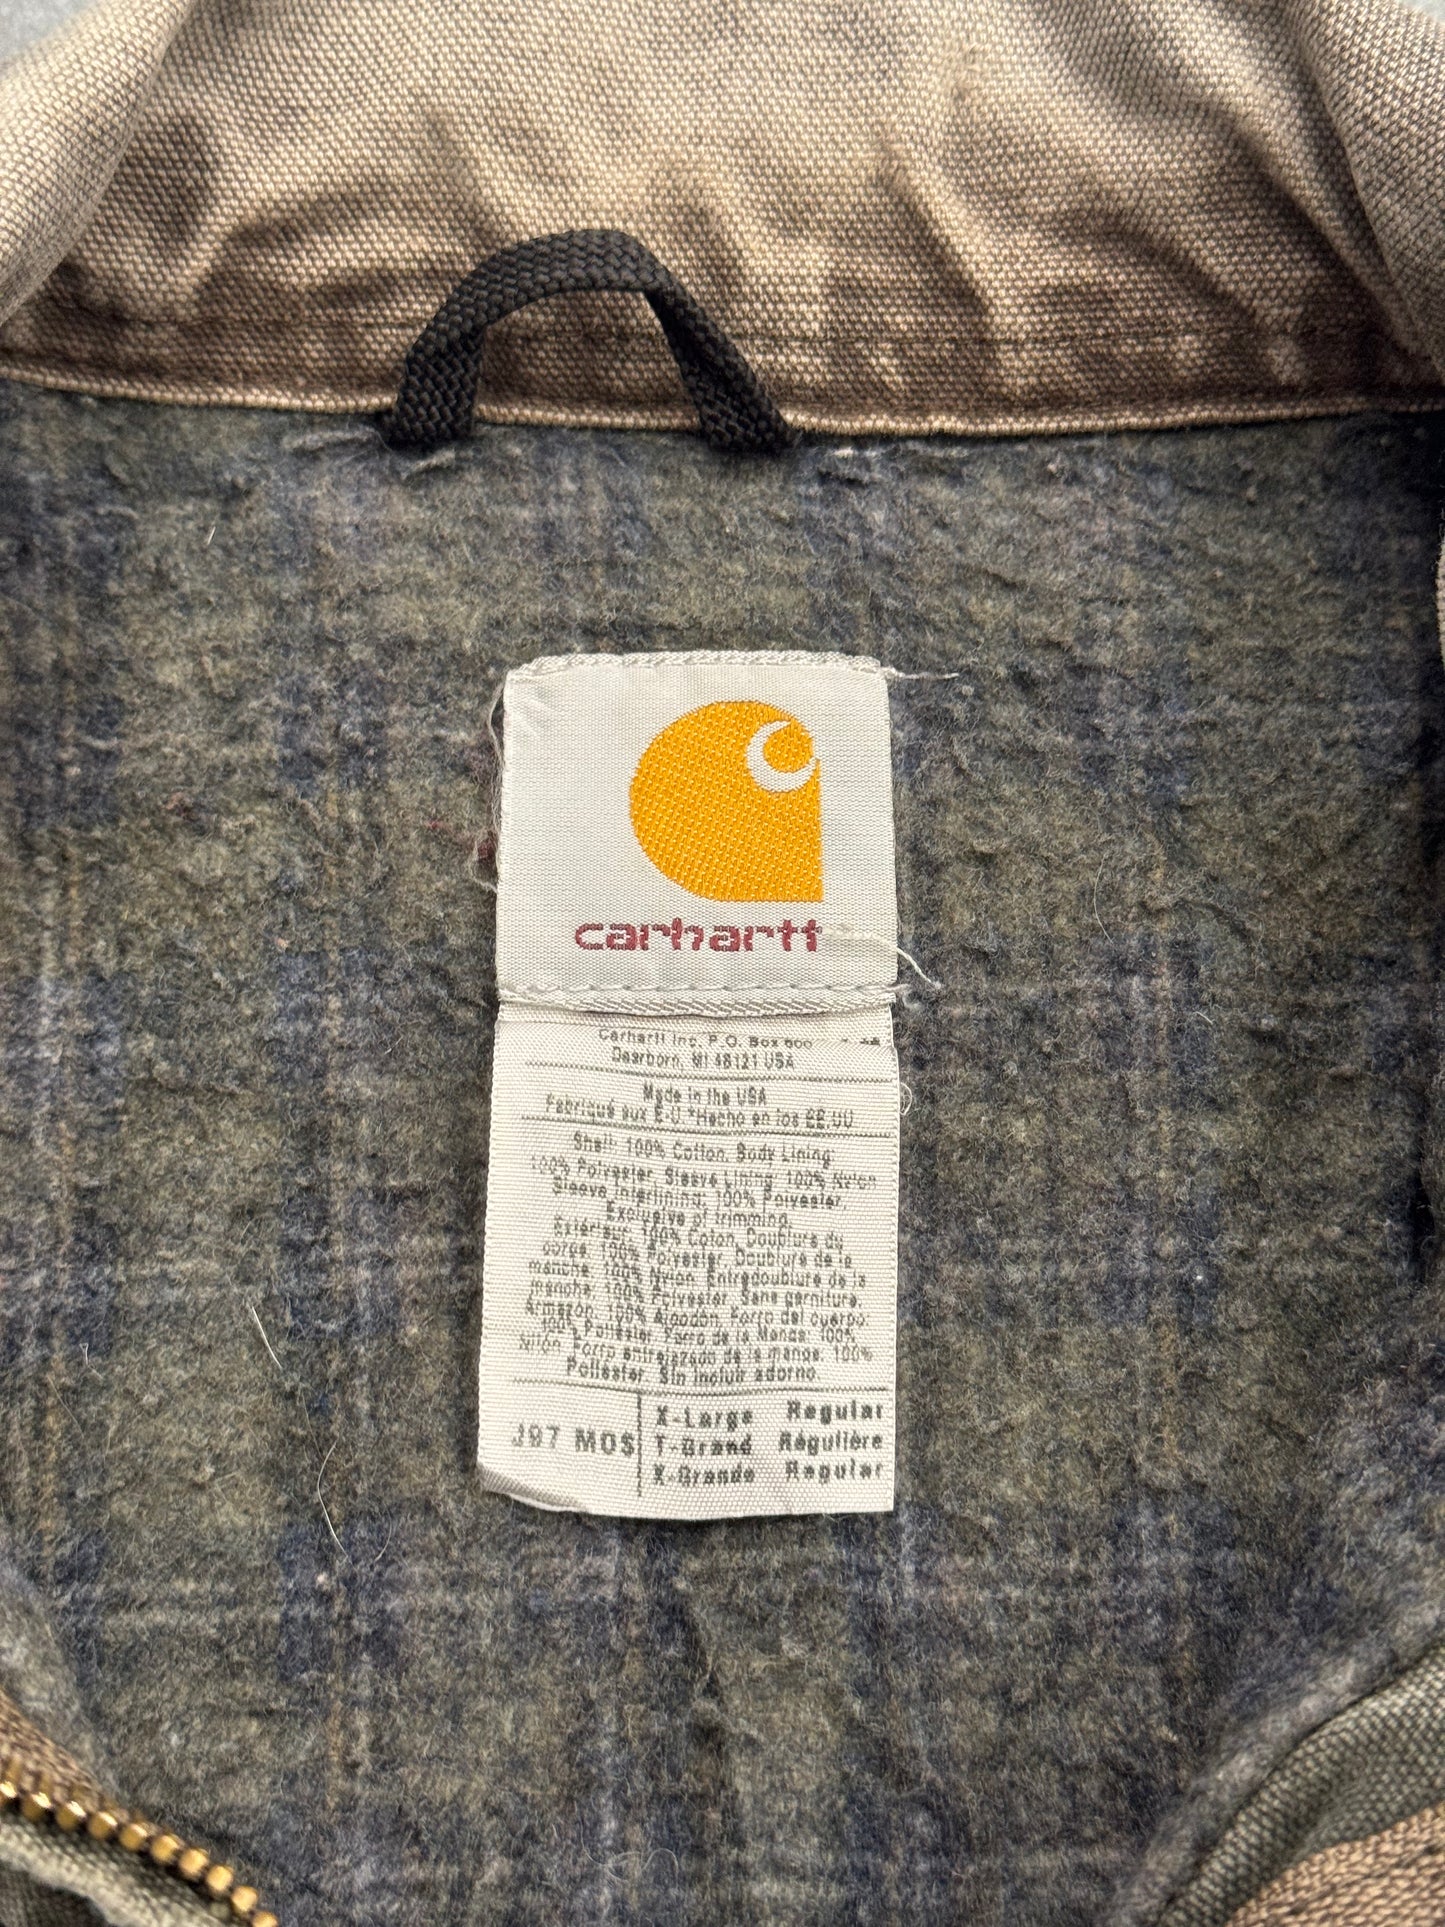 carhartt
Carhartt Inc. P.O. Box 600
Dearborn, MI 48121 USA
Made in the USA
Fabriqué aux E-U *Hecho en los EE.UU
Shell: 100% Cotton, Body Lining:
100% Polyester, Sleeve Lining: 100% Nylon
Sleeve Interlining: 100% Polyester,
Exclusive of trimming.
Extérieur: 100% Coton, Doublure du
corps: 100% Polyester, Doublure de la
manche: 100% Nylon Entredoublure de la
manche: 100% Polyester, Sans garniture.
Armazon: 100% Algodón, Forro del cuerpo:
100% Poliéster, Forro de la Manga: 100%
Nylon, Forro entrelazado de la manga: 100%
Poliéster, Sin incluir adorno.
J97 MOS
X-Large Regular
T-Grand Régulière
X-Grande Regular